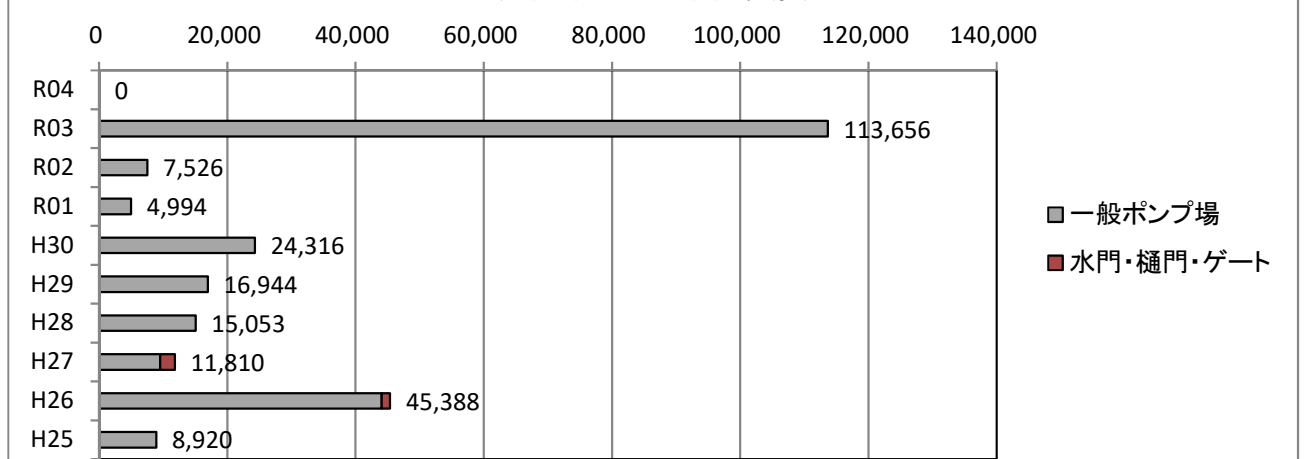 0 20,000 40,000 60,000 80,000 100,000 120,000 140,000
R04 0
R03 113,656
R02 7,526
R01 4,994
H30 24,316
H29 16,944
H28 15,053
H27 11,810
H26 45,388
H25 8,920
一般ポンプ場
水門・樋門・ゲート